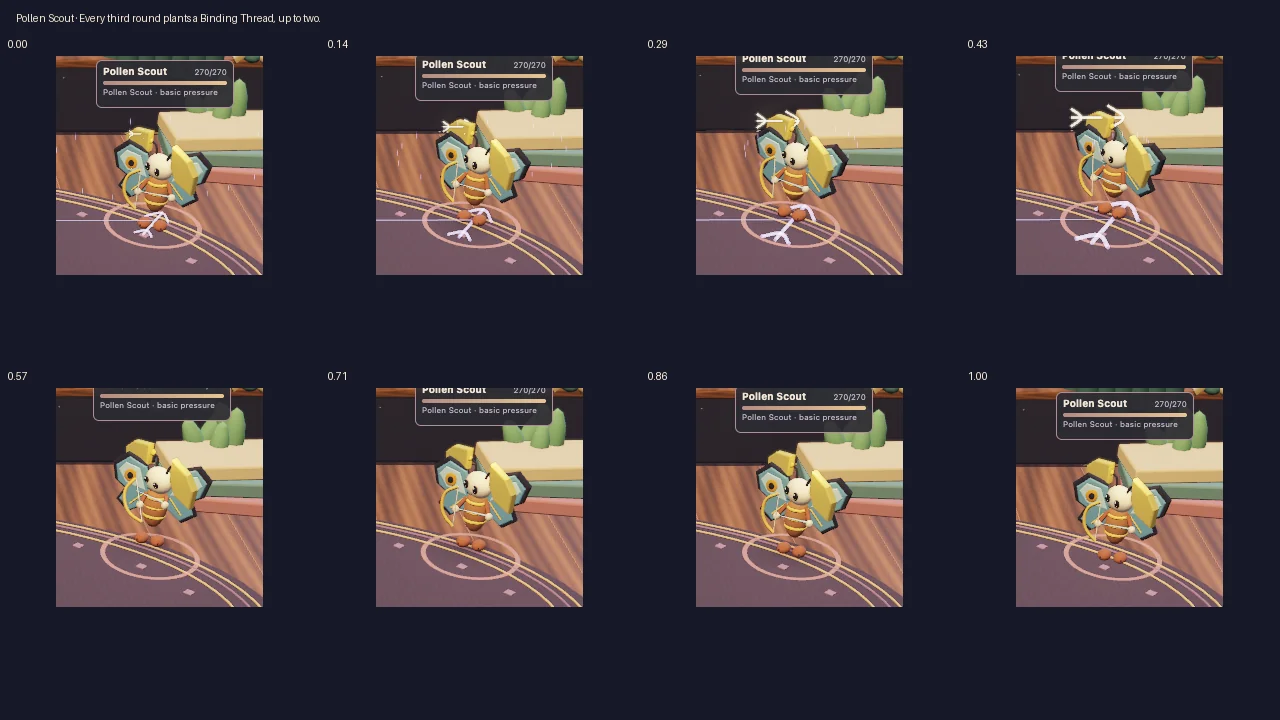 Pollen Scout · Every third round plants a Binding Thread, up to two.
0.00
0.14
0.29
0.43
Pollen Scout 270/270
Pollen Scout · basic pressure
Pollen Scout 270/270
Pollen Scout · basic pressure
Pollen Scout 270/270
Pollen Scout · basic pressure
Pollen Scout 270/270
Pollen Scout · basic pressure
0.57
0.71
0.86
1.00
Pollen Scout · basic pressure
Pollen Scout 270/270
Pollen Scout · basic pressure
Pollen Scout 270/270
Pollen Scout · basic pressure
Pollen Scout 270/270
Pollen Scout · basic pressure